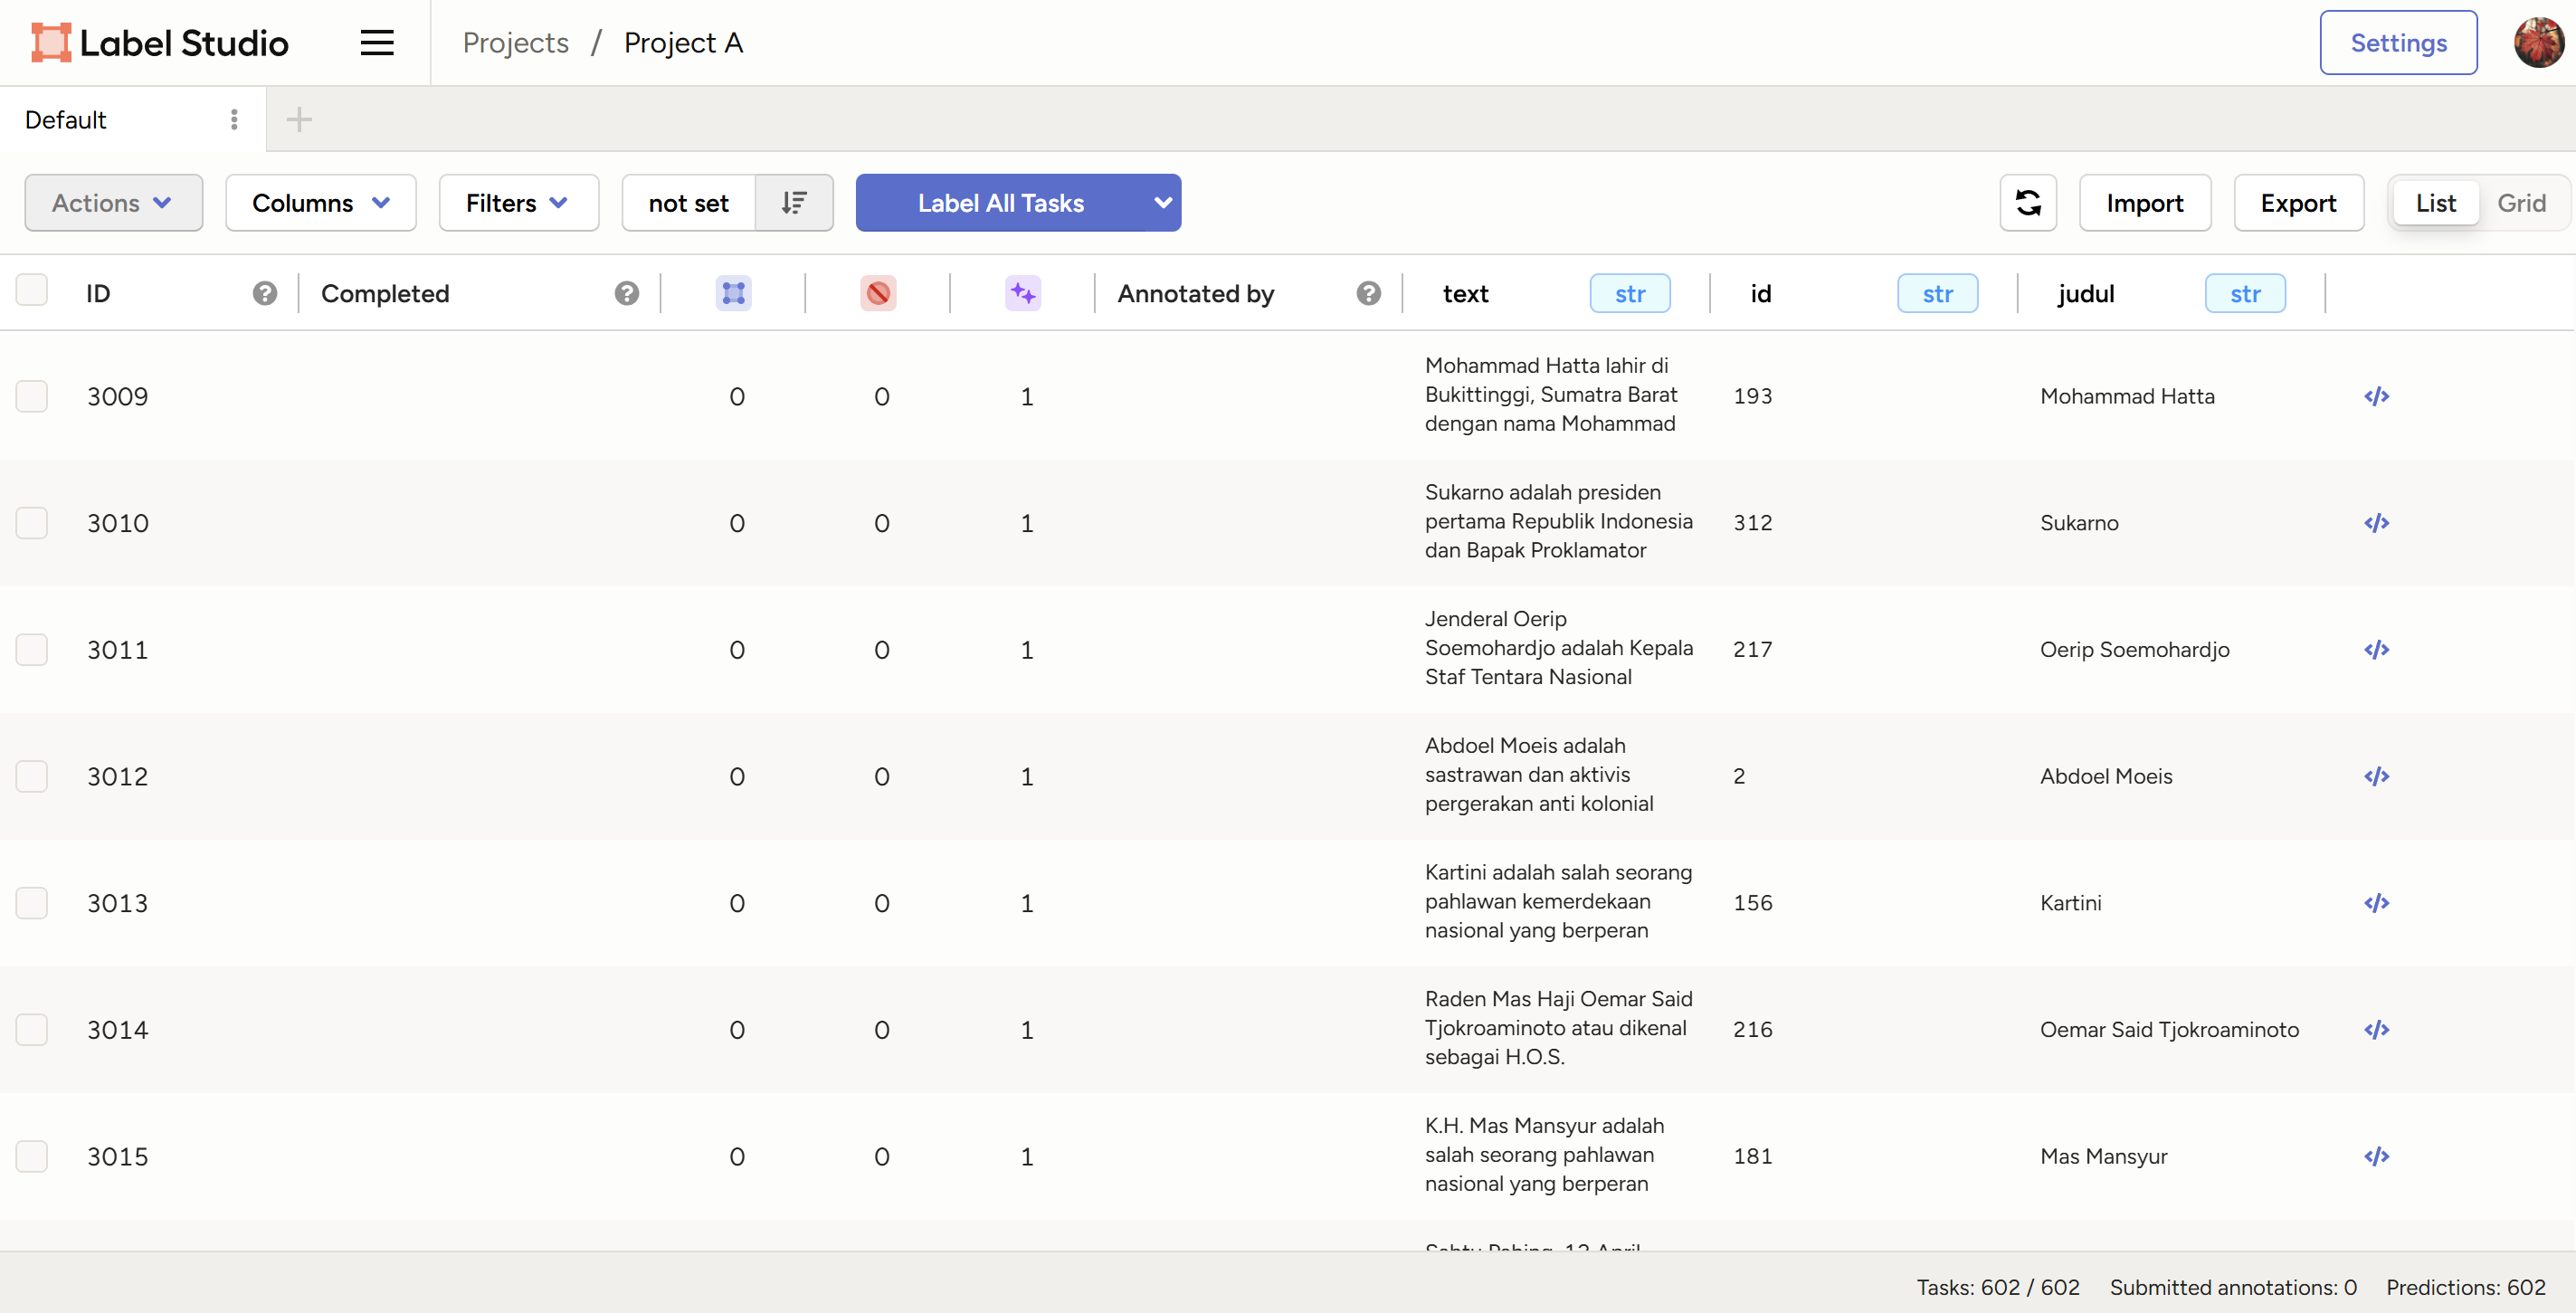 Label Studio
Projects / Project A
Settings
Default
Actions
Columns
Filters
not set
Label All Tasks
Import
Export
List
Grid
ID
Completed
Annotated by
text str
id str
judul str
3009 0 0 1
Mohammad Hatta lahir di
Bukittinggi, Sumatra Barat
dengan nama Mohammad
193
Mohammad Hatta
3010 0 0 1
Sukarno adalah presiden
pertama Republik Indonesia
dan Bapak Proklamator
312
Sukarno
3011 0 0 1
Jenderal Oerip
Soemohardjo adalah Kepala
Staf Tentara Nasional
217
Oerip Soemohardjo
3012 0 0 1
Abdoel Moeis adalah
sastrawan dan aktivis
pergerakan anti kolonial
2
Abdoel Moeis
3013 0 0 1
Kartini adalah salah seorang
pahlawan kemerdekaan
nasional yang berperan
156
Kartini
3014 0 0 1
Raden Mas Haji Oemar Said
Tjokroaminoto atau dikenal
sebagai H.O.S.
216
Oemar Said Tjokroaminoto
3015 0 0 1
K.H. Mas Mansyur adalah
salah seorang pahlawan
nasional yang berperan
181
Mas Mansyur
Tasks: 602 / 602
Submitted annotations: 0
Predictions: 602